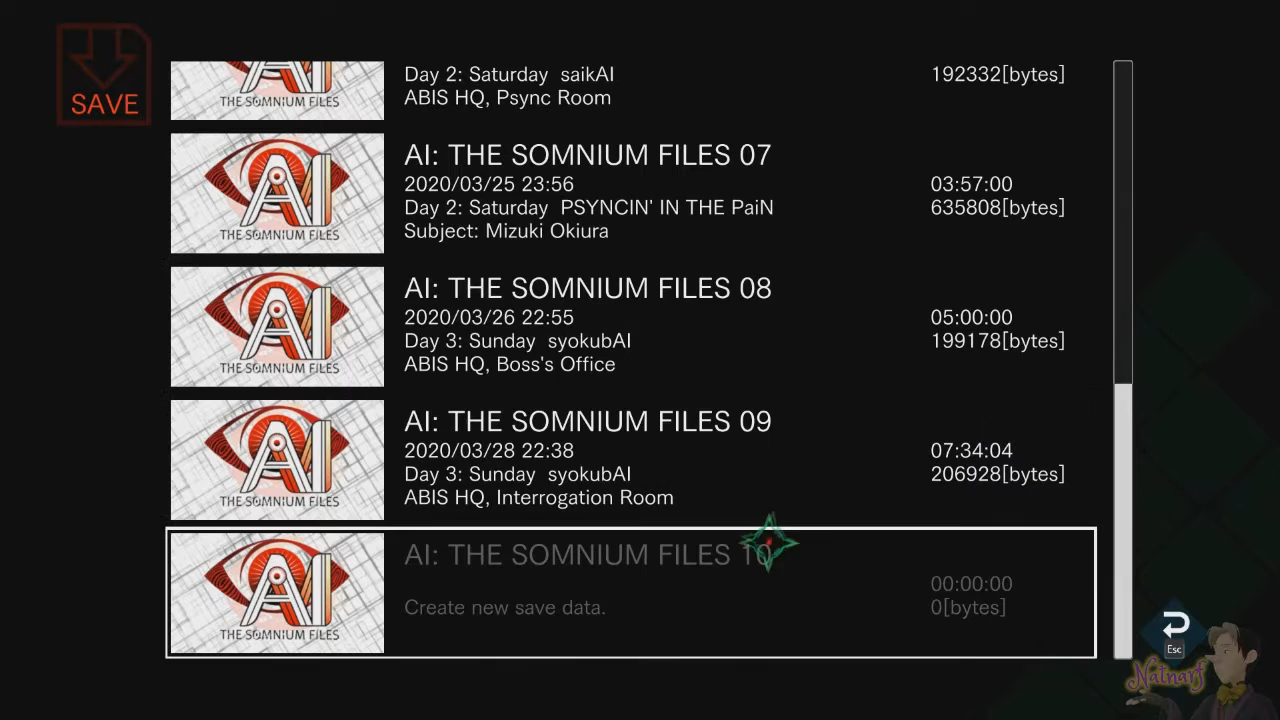 SAVE
Day 2: Saturday saikAI
192332[bytes]
ABIS HQ, Psync Room
THE SOMNIUM FILES
AI: THE SOMNIUM FILES 07
2020/03/25 23:56
03:57:00
Day 2: Saturday PSYNCIN' IN THE PaiN
635808[bytes]
Subject: Mizuki Okiura
AI
THE SOMNIUM FILES
AI: THE SOMNIUM FILES 08
2020/03/26 22:55
05:00:00
Day 3: Sunday syokubAI
199178[bytes]
ABIS HQ, Boss's Office
AI
THE SOMNIUM FILES
AI: THE SOMNIUM FILES 09
2020/03/28 22:38
07:34:04
Day 3: Sunday syokubAI
206928[bytes]
ABIS HQ, Interrogation Room
AI
THE SOMNIUM FILES
AI: THE SOMNIUM FILES 10
00:00:00
Create new save data.
0[bytes]
AI
THE SOMNIUM FILES
Esc
Natnarf